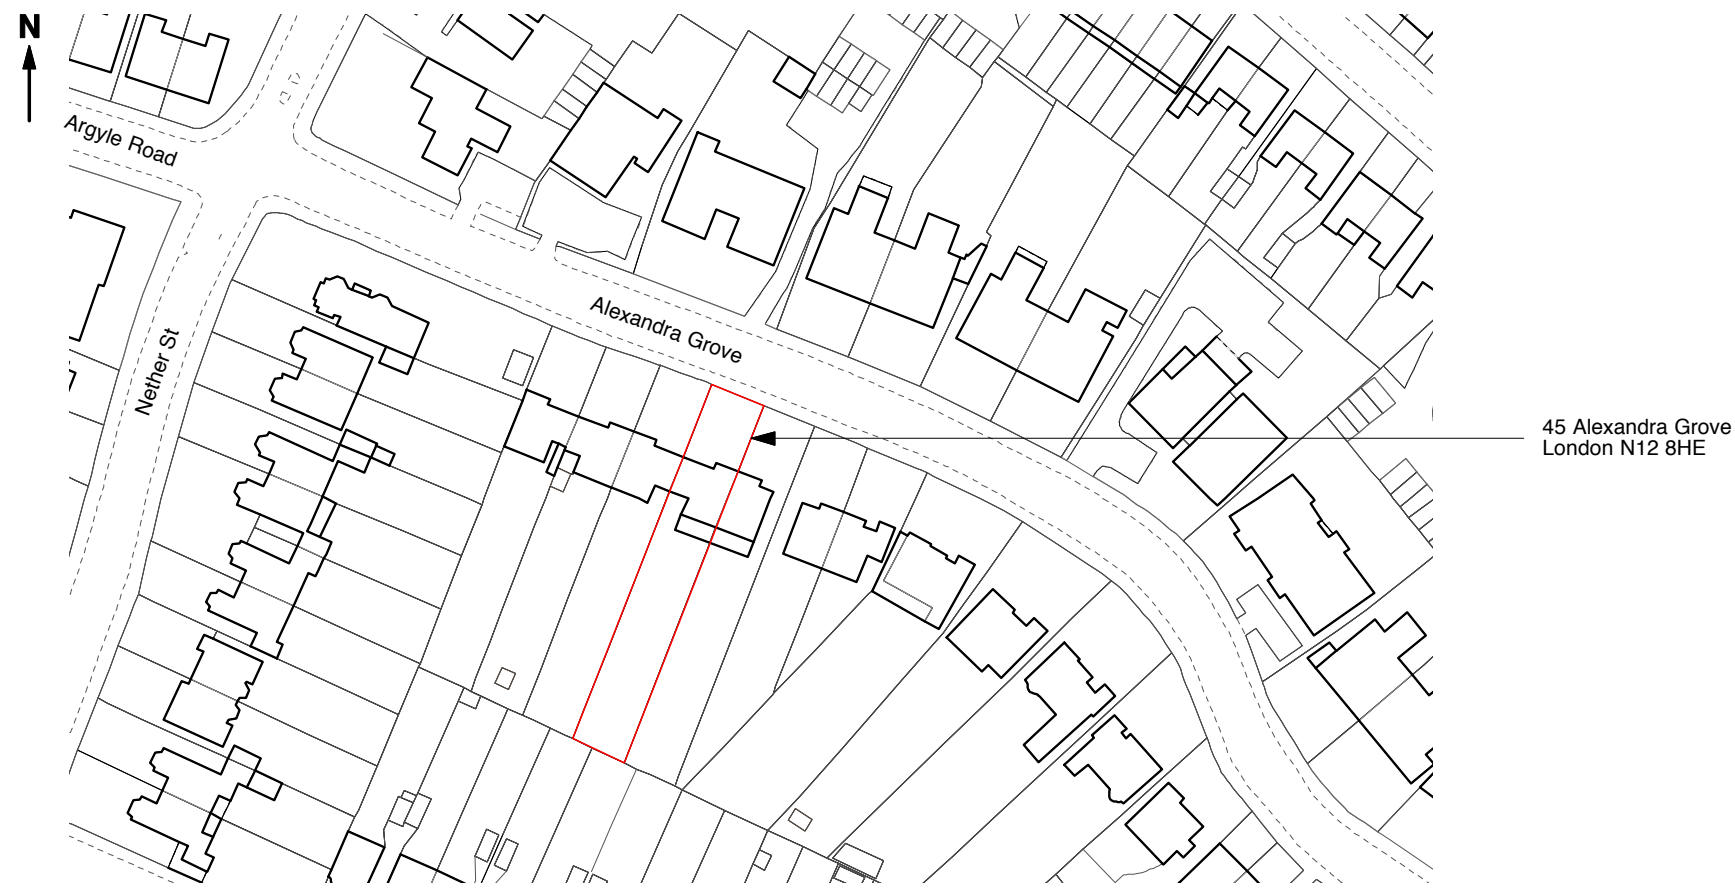 N
Argyle Road
Alexandra Grove
Nether St
45 Alexandra Grove
London N12 8HE